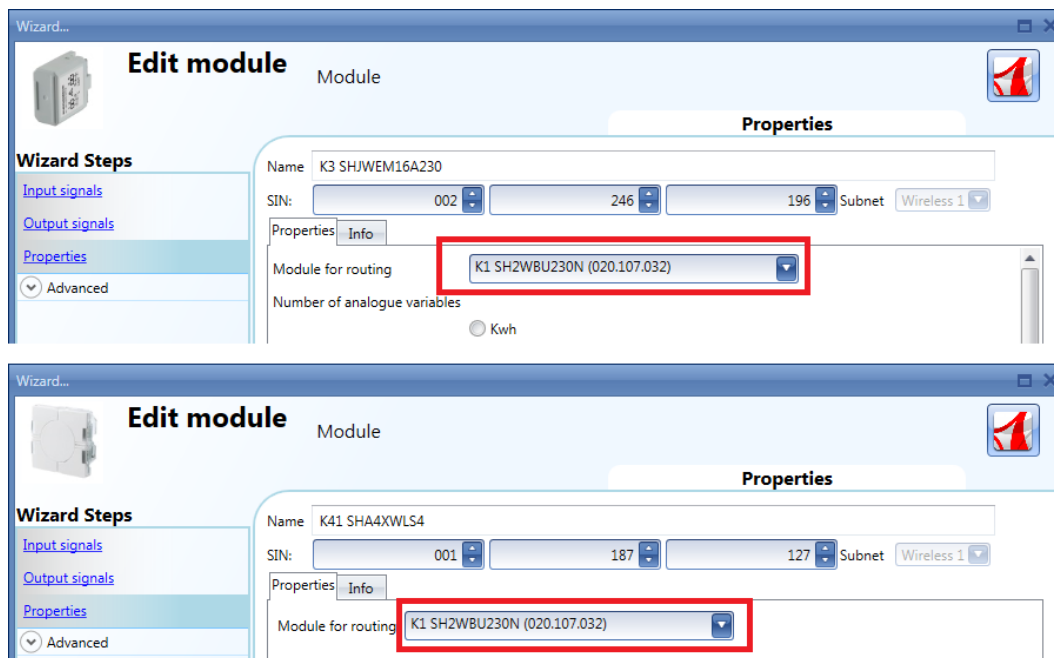 Wizard...
Edit module
Module
Properties
Wizard Steps
Input signals
Output signals
Properties
Advanced
Name K3 SHJWEM16A230
SIN: 002 246 196 Subnet Wireless 1
Properties Info
Module for routing K1 SH2WBU230N (020.107.032)
Number of analogue variables
Kwh
Wizard...
Edit module
Module
Properties
Wizard Steps
Input signals
Output signals
Properties
Advanced
Name K41 SHA4XWLS4
SIN: 001 187 127 Subnet Wireless 1
Properties Info
Module for routing K1 SH2WBU230N (020.107.032)